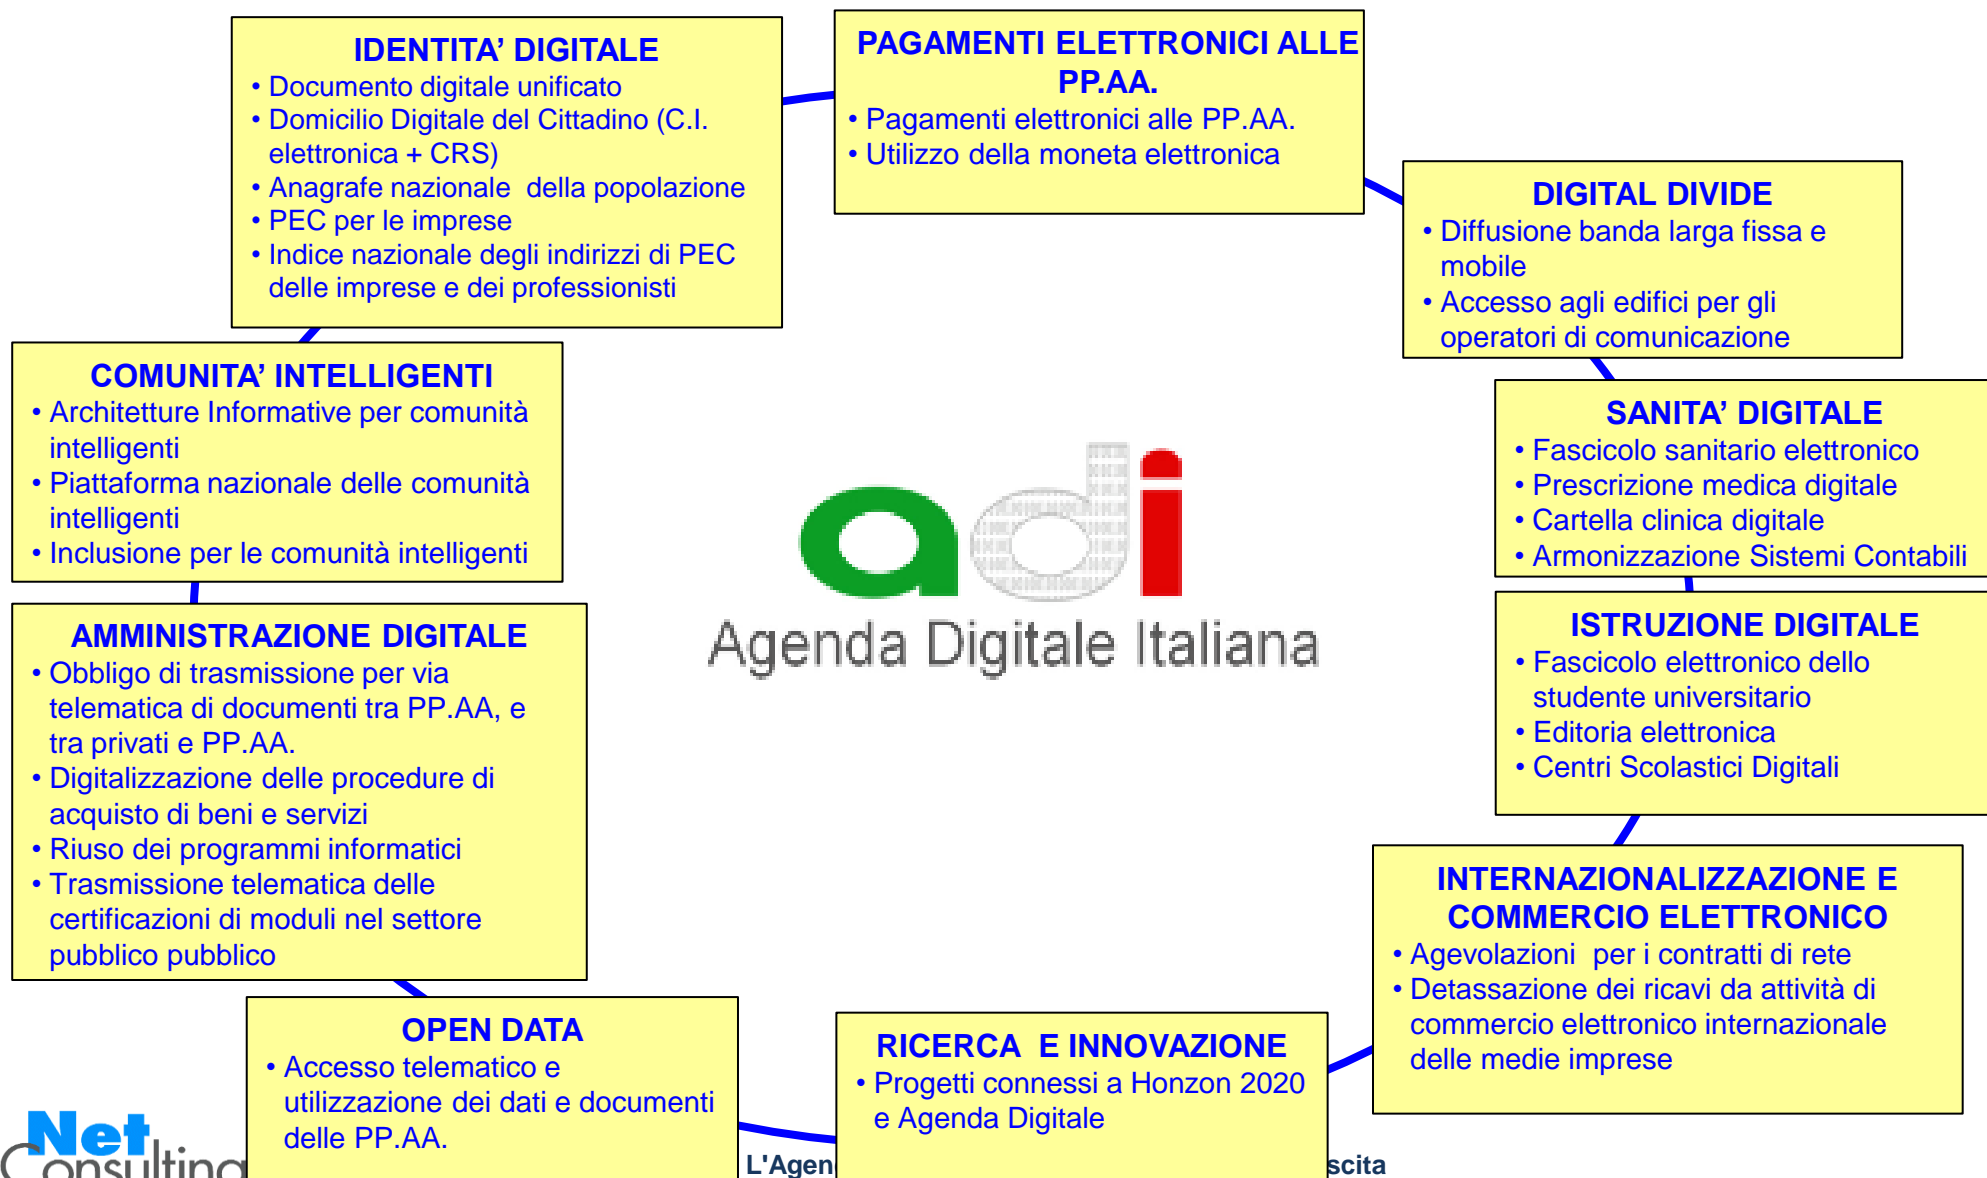 IDENTITA’ DIGITALE
• Documento digitale unificato
• Domicilio Digitale del Cittadino (C.I.
elettronica + CRS)
• Anagrafe nazionale della popolazione
• PEC per le imprese
• Indice nazionale degli indirizzi di PEC
delle imprese e dei professionisti
PAGAMENTI ELETTRONICI ALLE
PP.AA.
• Pagamenti elettronici alle PP.AA.
• Utilizzo della moneta elettronica
DIGITAL DIVIDE
• Diffusione banda larga fissa e
mobile
• Accesso agli edifici per gli
operatori di comunicazione
COMUNITA’ INTELLIGENTI
• Architetture Informative per comunità
intelligenti
• Piattaforma nazionale delle comunità
intelligenti
• Inclusione per le comunità intelligenti
SANITA’ DIGITALE
• Fascicolo sanitario elettronico
• Prescrizione medica digitale
• Cartella clinica digitale
• Armonizzazione Sistemi Contabili
adi
Agenda Digitale Italiana
AMMINISTRAZIONE DIGITALE
• Obbligo di trasmissione per via
telematica di documenti tra PP.AA, e
tra privati e PP.AA.
• Digitalizzazione delle procedure di
acquisto di beni e servizi
• Riuso dei programmi informatici
• Trasmissione telematica delle
certificazioni di moduli nel settore
pubblico pubblico
ISTRUZIONE DIGITALE
• Fascicolo elettronico dello
studente universitario
• Editoria elettronica
• Centri Scolastici Digitali
INTERNAZIONALIZZAZIONE E
COMMERCIO ELETTRONICO
• Agevolazioni per i contratti di rete
• Detassazione dei ricavi da attività di
commercio elettronico internazionale
delle medie imprese
OPEN DATA
• Accesso telematico e
utilizzazione dei dati e documenti
delle PP.AA.
RICERCA E INNOVAZIONE
• Progetti connessi a Honzon 2020
e Agenda Digitale
Net
Consulting
L'Agen
scita